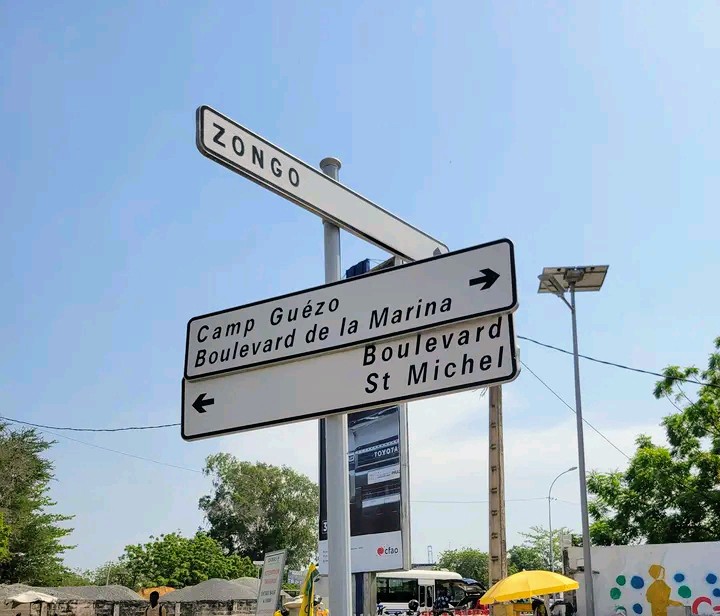 ZONGO
Camp Guézo
Boulevard de la Marina
Boulevard
St Michel
TOYOTA
cfao